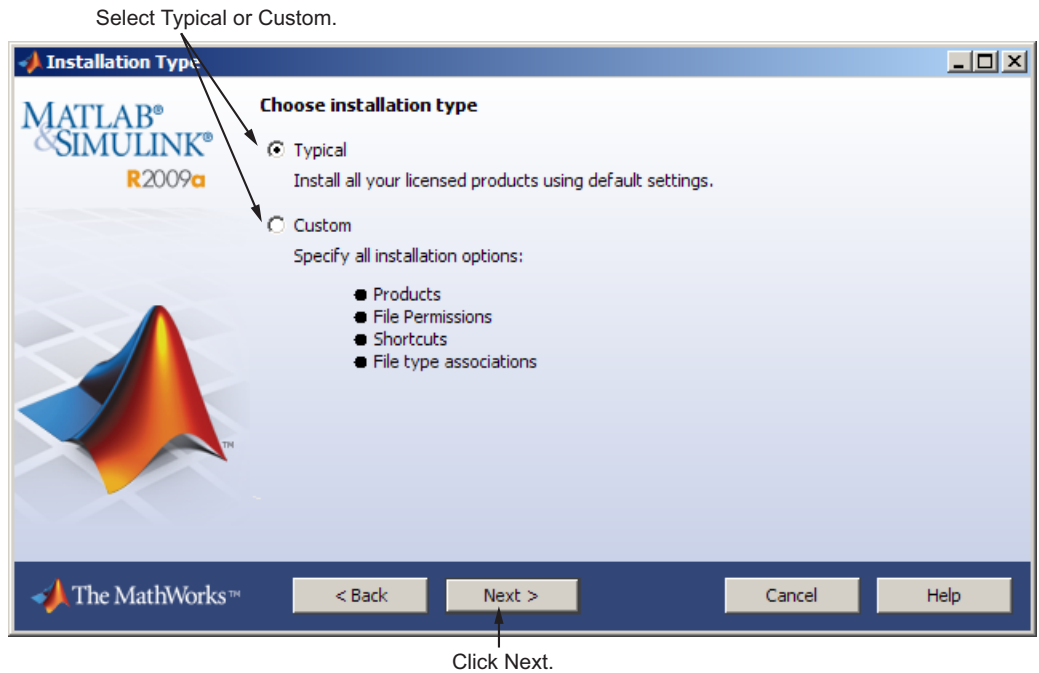 Select Typical or Custom.
Installation Type
MATLAB®
&SIMULINK®
R2009a
Choose installation type
Typical
Install all your licensed products using default settings.
Custom
Specify all installation options:
Products
File Permissions
Shortcuts
File type associations
TM
The MathWorks™
< Back
Next >
Cancel
Help
Click Next.